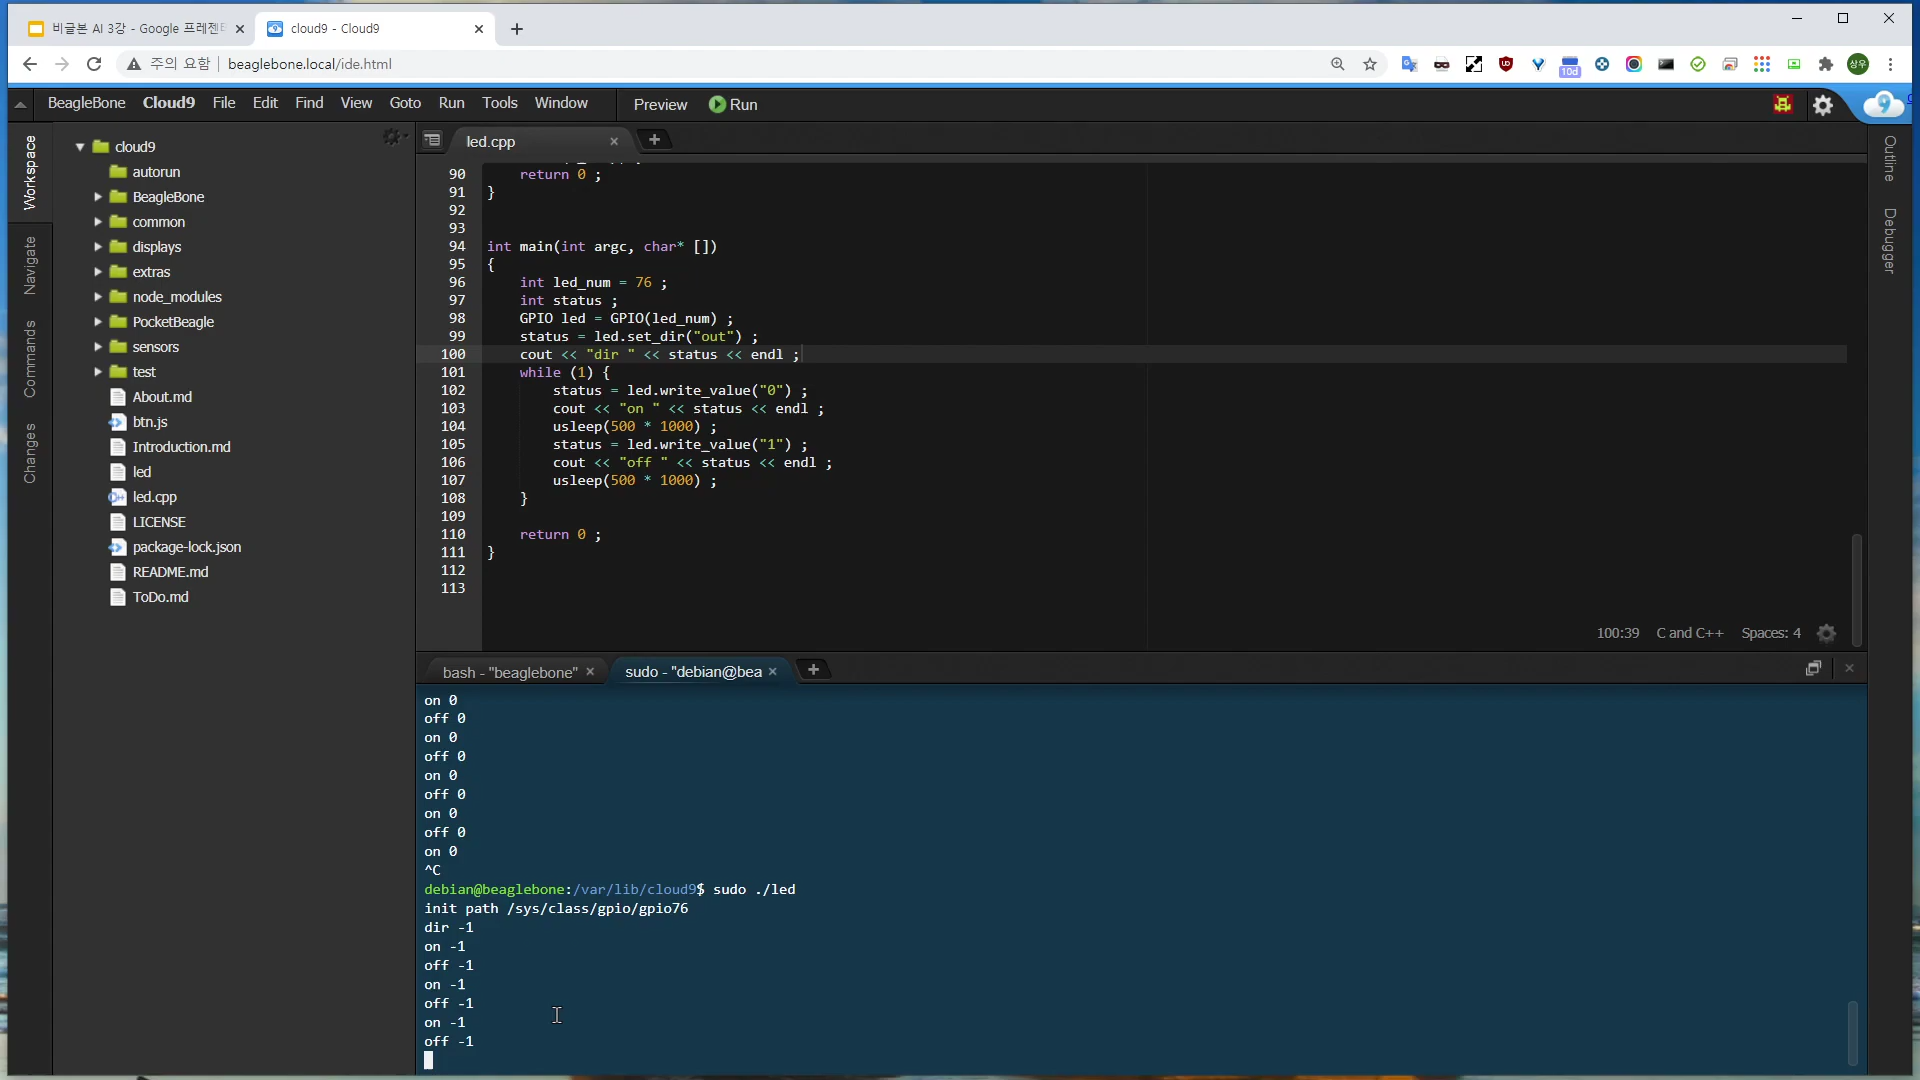 비글본 AI 3강 - Google 프레젠
cloud9 - Cloud9
주의 요함
beaglebone.local/ide.html
10d
상우
BeagleBone Cloud9 File Edit Find View Goto Run Tools Window Preview Run
Workspace
Navigate
Commands
Changes
cloud9
autorun
BeagleBone
common
displays
extras
node_modules
PocketBeagle
sensors
test
About.md
btn.js
Introduction.md
led
led.cpp
LICENSE
package-lock.json
README.md
ToDo.md
led.cpp
90 return 0 ;
91 }
92
93
94 int main(int argc, char* [])
95 {
96 int led_num = 76 ;
97 int status ;
98 GPIO led = GPIO(led_num) ;
99 status = led.set_dir("out") ;
100 cout << "dir " << status << endl ;
101 while (1) {
102 status = led.write_value("0") ;
103 cout << "on " << status << endl ;
104 usleep(500 * 1000) ;
105 status = led.write_value("1") ;
106 cout << "off " << status << endl ;
107 usleep(500 * 1000) ;
108 }
109
110 return 0 ;
111 }
112
113
100:39 C and C++ Spaces: 4
Outline
Debugger
bash - "beaglebone"
sudo - "debian@bea
on 0
off 0
on 0
off 0
on 0
off 0
on 0
off 0
on 0
^C
debian@beaglebone:/var/lib/cloud9$ sudo ./led
init path /sys/class/gpio/gpio76
dir -1
on -1
off -1
on -1
off -1
on -1
off -1